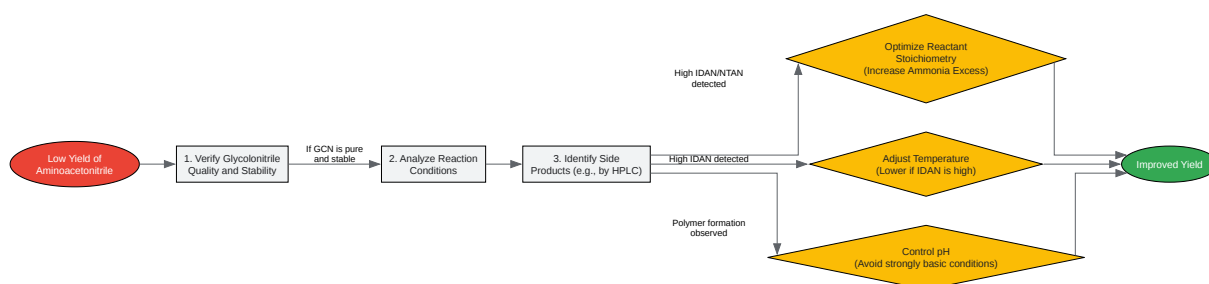 Low Yield of
Aminoacetonitrile
1. Verify Glycolonitrile
Quality and Stability
If GCN is pure
and stable
2. Analyze Reaction
Conditions
3. Identify Side
Products (e.g., by HPLC)
High IDAN/NTAN
detected
Optimize Reactant
Stoichiometry
(Increase Ammonia Excess)
High IDAN detected
Adjust Temperature
(Lower if IDAN is high)
Polymer formation
observed
Control pH
(Avoid strongly basic conditions)
Improved Yield